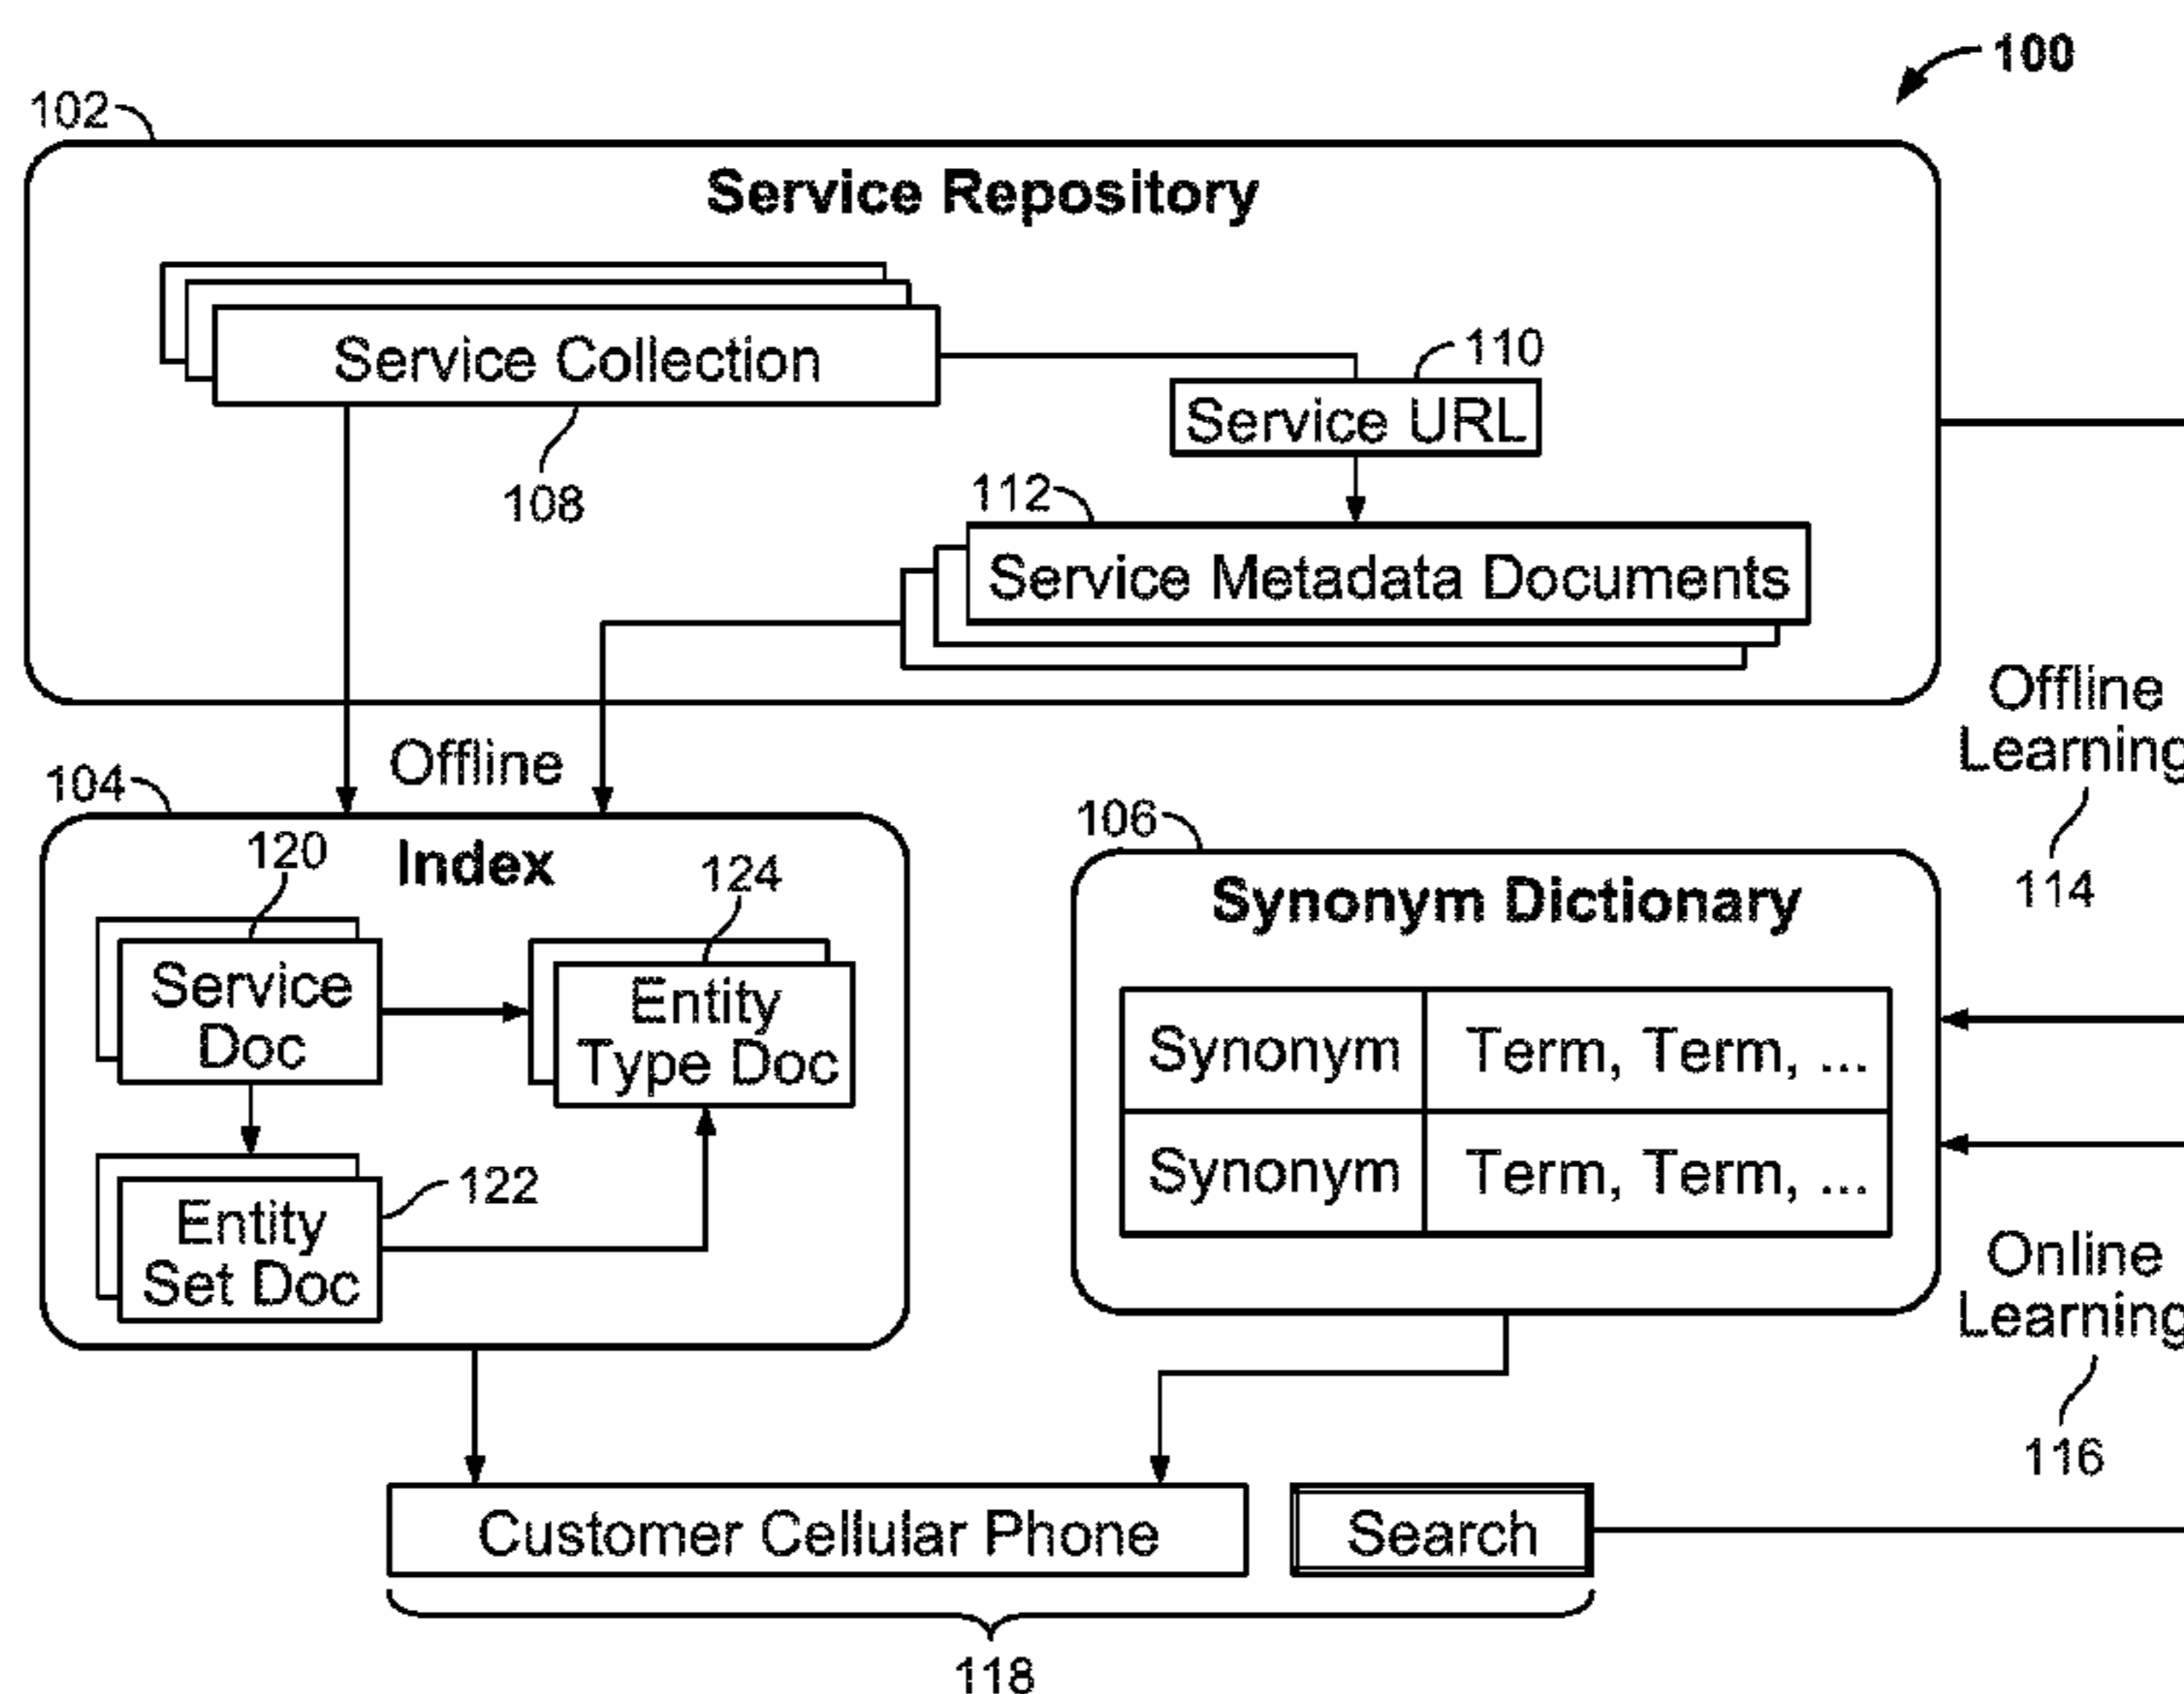 100
102
Service Repository
Service Collection
110
Service URL
108
112
Service Metadata Documents
Offline
Learning
114
Offline
104
Index
120
124
Service
Doc
Entity
Type Doc
122
Entity
Set Doc
106
Synonym Dictionary
Synonym
Term, Term, ...
Synonym
Term, Term, ...
Online
Learning
116
Customer Cellular Phone
Search
118